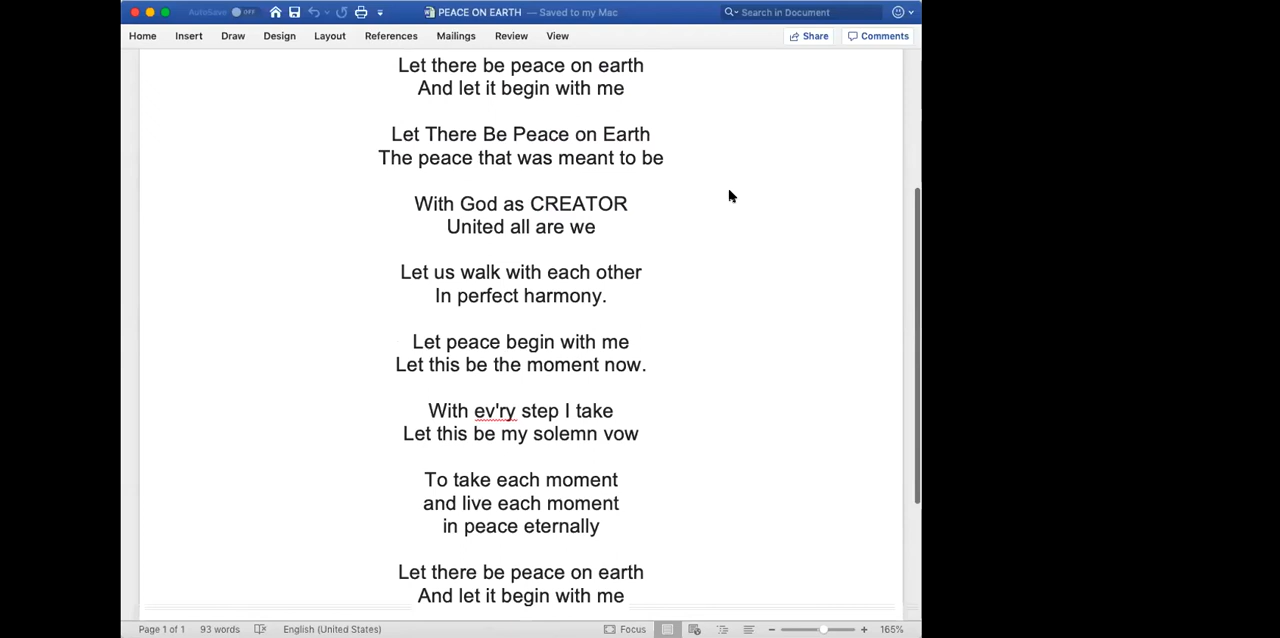 AutoSave OFF
PEACE ON EARTH — Saved to my Mac
Search in Document
Home Insert Draw Design Layout References Mailings Review View
Share Comments
Let there be peace on earth
And let it begin with me
Let There Be Peace on Earth
The peace that was meant to be
With God as CREATOR
United all are we
Let us walk with each other
In perfect harmony.
Let peace begin with me
Let this be the moment now.
With ev'ry step I take
Let this be my solemn vow
To take each moment
and live each moment
in peace eternally
Let there be peace on earth
And let it begin with me
Page 1 of 1 93 words English (United States) Focus 165%